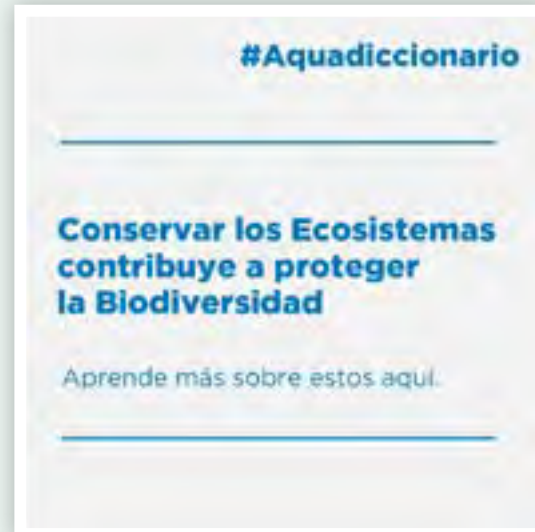 #Aquadiccionario
Conservar los Ecosistemas
contribuye a proteger
la Biodiversidad
Aprende más sobre estos aquí.